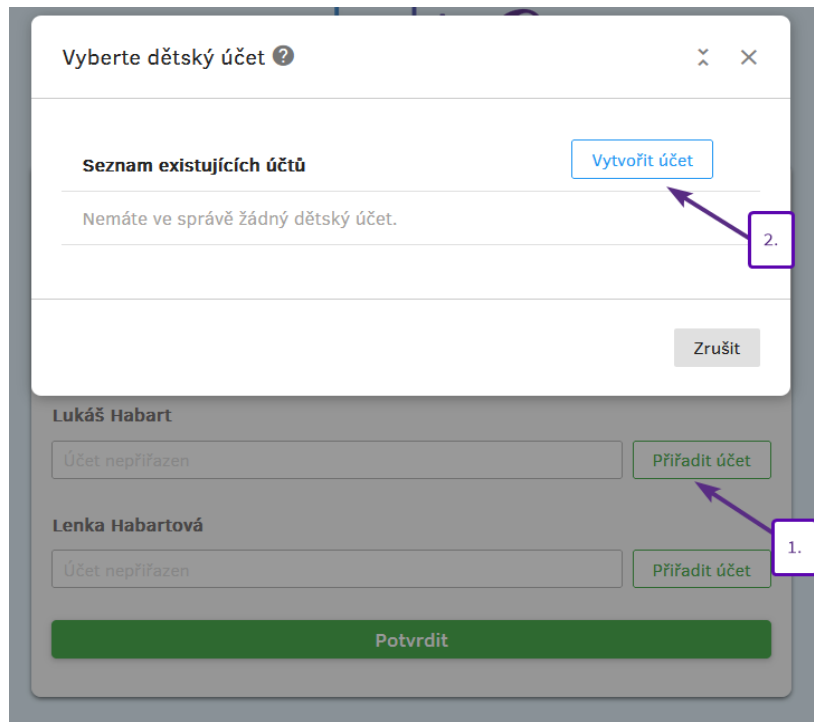 Vyberte dětský účet ?
Seznam existujících účtů
Vytvořit účet
Nemáte ve správě žádný dětský účet.
2.
Zrušit
Lukáš Habart
Účet nepřiřazen
Přiřadit účet
Lenka Habartová
1.
Účet nepřiřazen
Přiřadit účet
Potvrdit